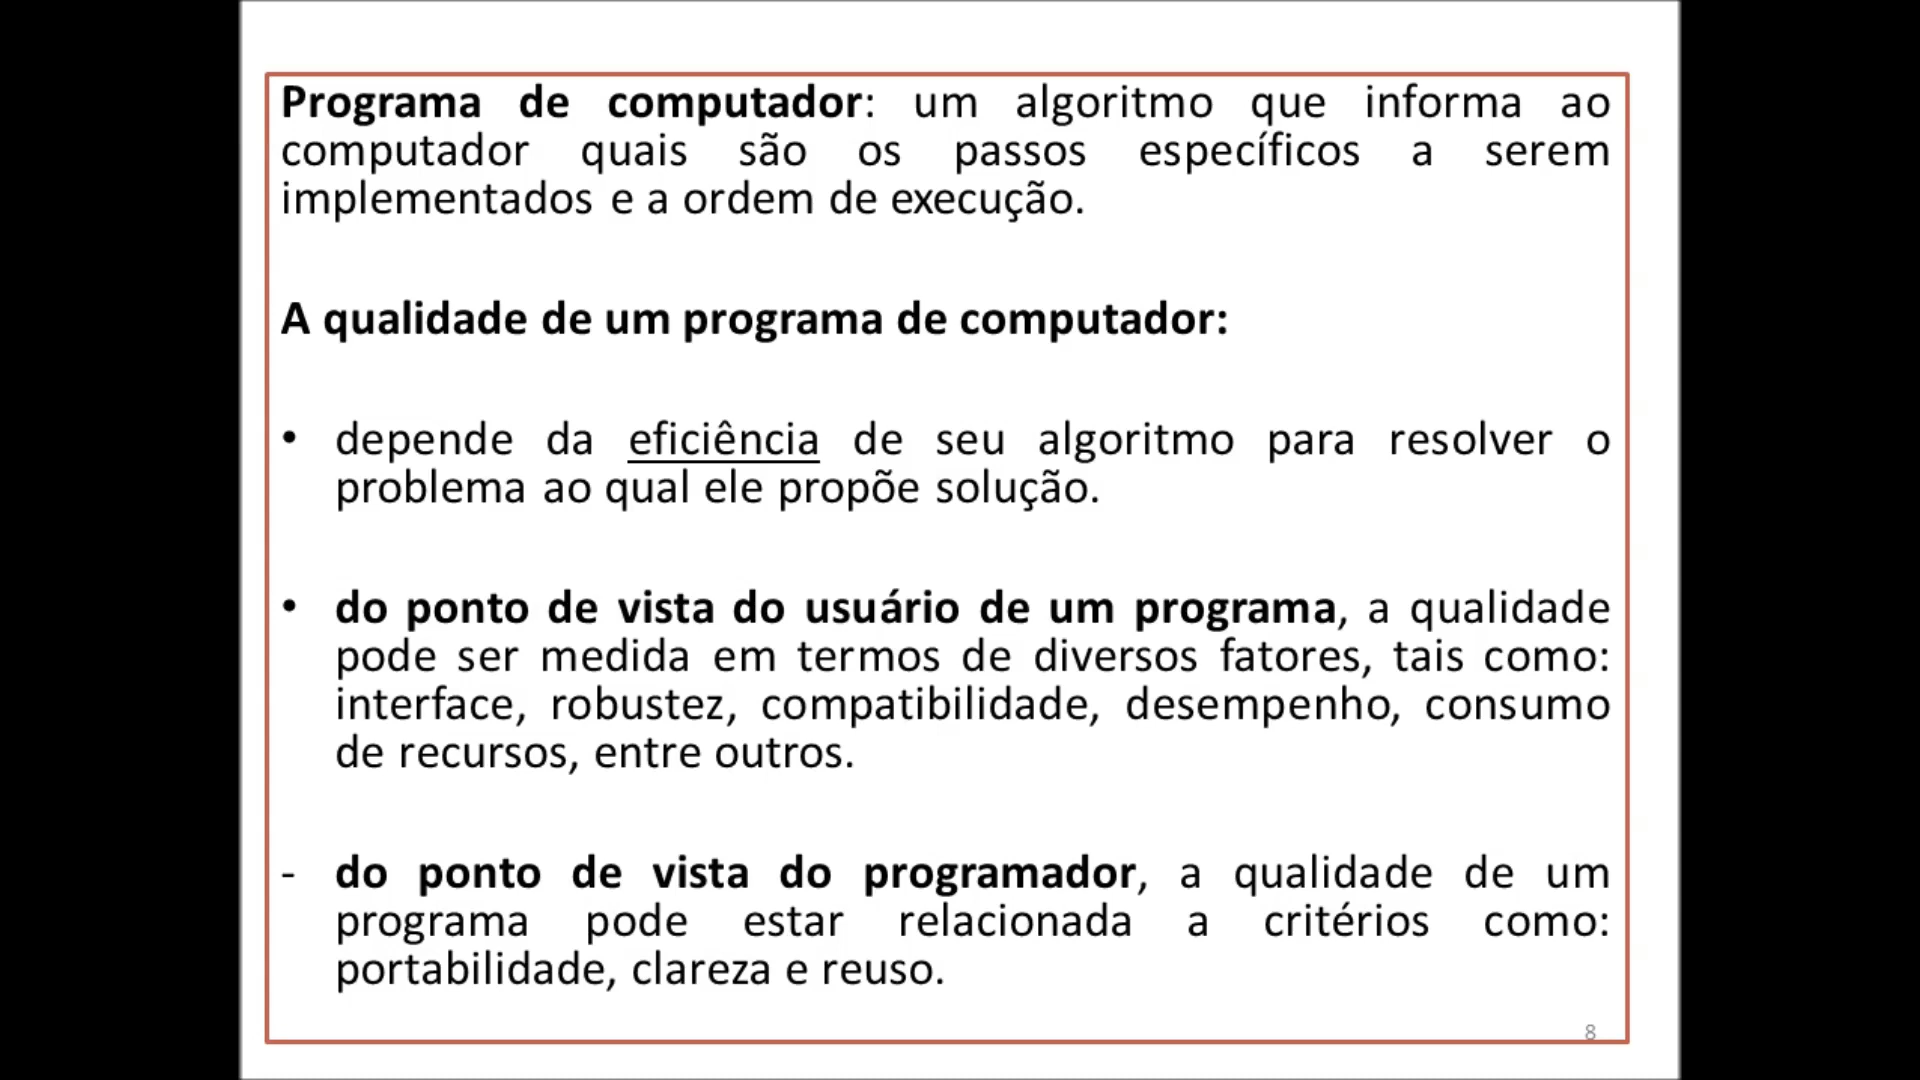 Programa de computador: um algoritmo que informa ao
computador quais são os passos específicos a serem
implementados e a ordem de execução.
A qualidade de um programa de computador:
• depende da eficiência de seu algoritmo para resolver o
problema ao qual ele propõe solução.
• do ponto de vista do usuário de um programa, a qualidade
pode ser medida em termos de diversos fatores, tais como:
interface, robustez, compatibilidade, desempenho, consumo
de recursos, entre outros.
- do ponto de vista do programador, a qualidade de um
programa pode estar relacionada a critérios como:
portabilidade, clareza e reuso.
8